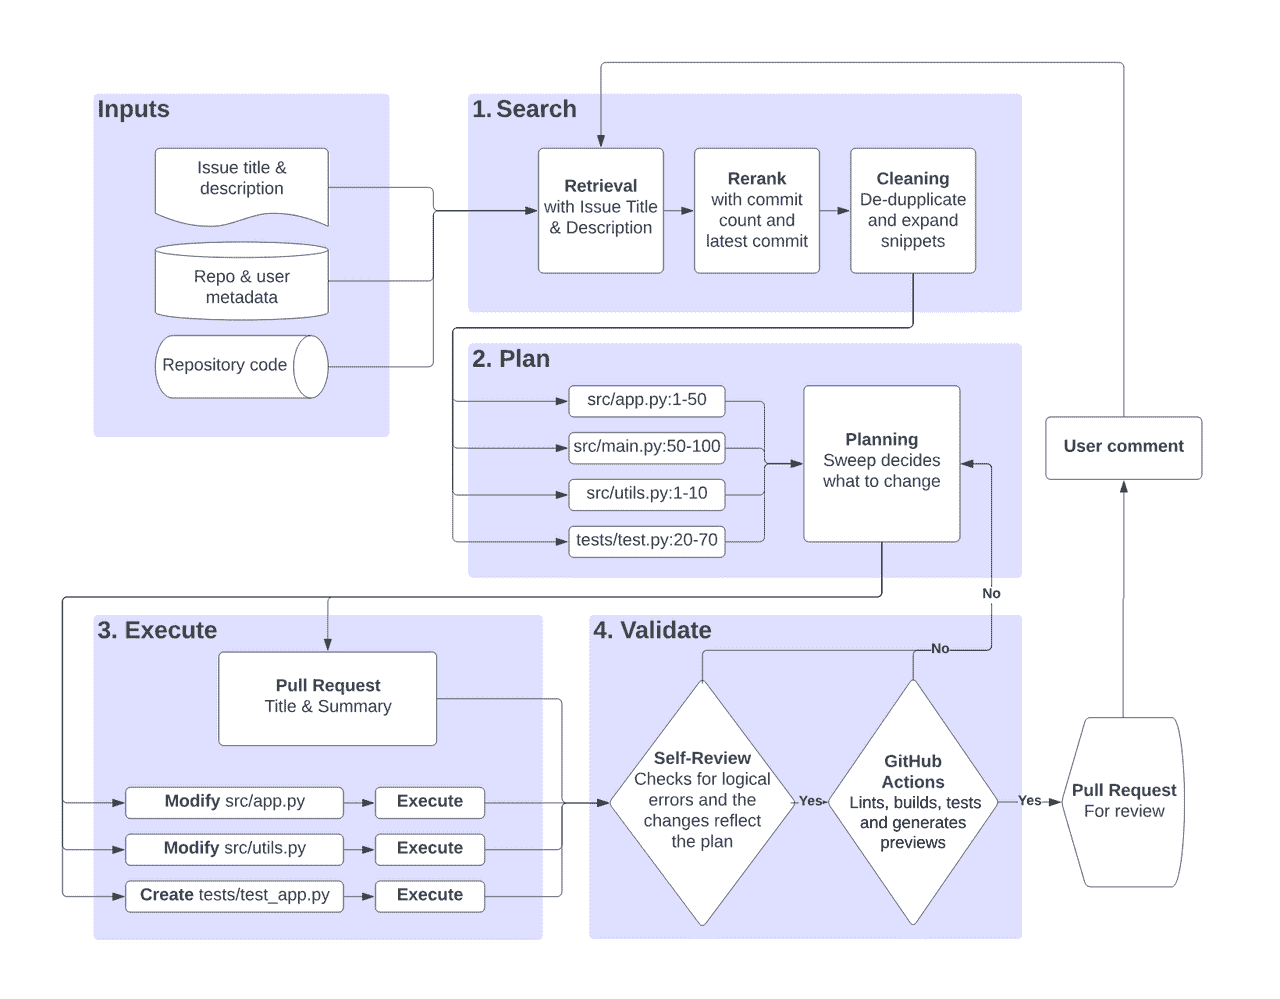 Inputs
Issue title &
description
Repo & user
metadata
Repository code
1. Search
Retrieval
with Issue Title
& Description
Rerank
with commit
count and
latest commit
Cleaning
De-dupplicate
and expand
snippets
2. Plan
src/app.py:1-50
src/main.py:50-100
src/utils.py:1-10
tests/test.py:20-70
Planning
Sweep decides
what to change
User comment
No
3. Execute
Pull Request
Title & Summary
Modify src/app.py
Execute
Modify src/utils.py
Execute
Create tests/test_app.py
Execute
4. Validate
No
Self-Review
Checks for logical
errors and the
changes reflect
the plan
Yes
GitHub
Actions
Lints, builds, tests
and generates
previews
Yes
Pull Request
For review